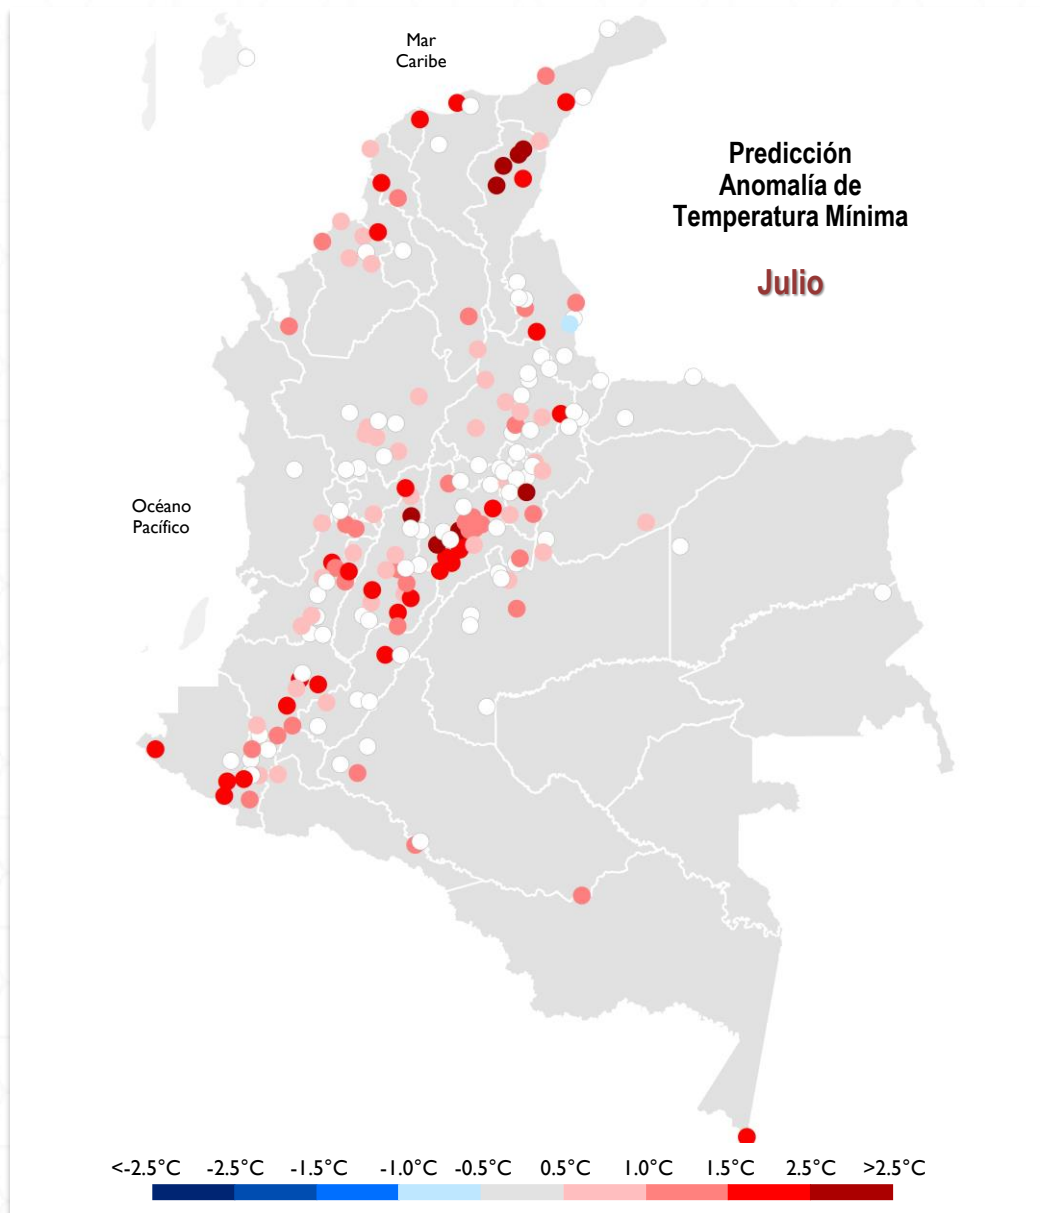 Mar
Caribe
Predicción
Anomalía de
Temperatura Mínima
Julio
Océano
Pacífico
<-2.5°C -2.5°C -1.5°C -1.0°C -0.5°C 0.5°C 1.0°C 1.5°C 2.5°C >2.5°C